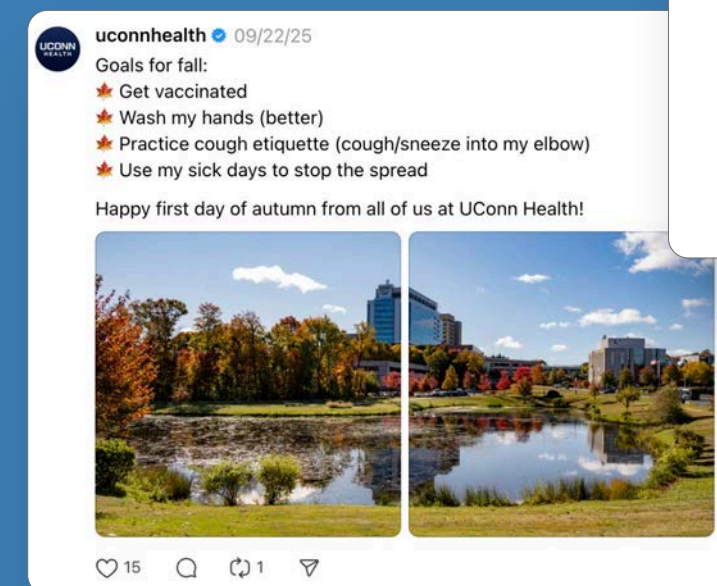 UCONN
HEALTH
uconnhealth 09/22/25
Goals for fall:
🍁 Get vaccinated
🍁 Wash my hands (better)
🍁 Practice cough etiquette (cough/sneeze into my elbow)
🍁 Use my sick days to stop the spread
Happy first day of autumn from all of us at UConn Health!
15 1